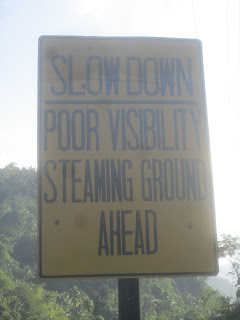 SLOW DOWN
POOR VISIBILITY
STEAMING GROUND
AHEAD